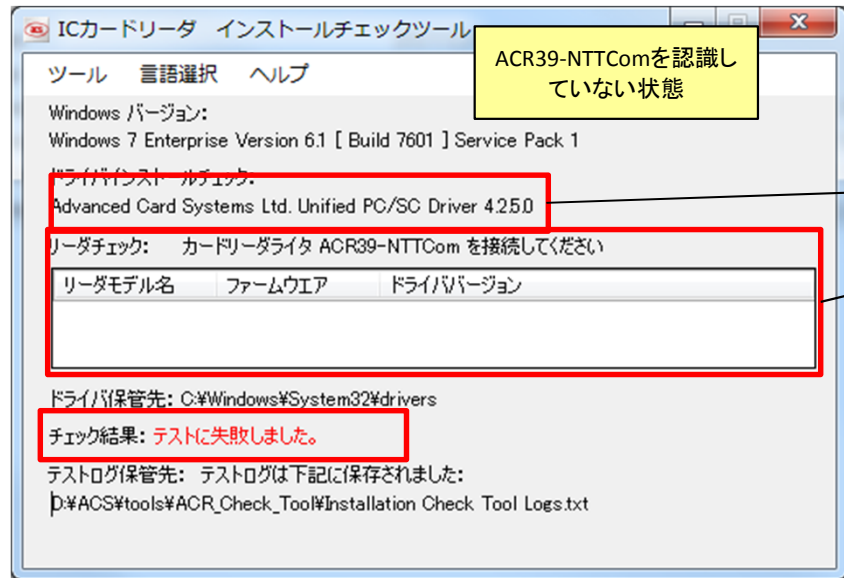 ICカードリーダ インストールチェックツール
ACR39-NTTComを認識し
ていない状態
ツール 言語選択 ヘルプ
Windows バージョン:
Windows 7 Enterprise Version 6.1 [ Build 7601 ] Service Pack 1
ドライバインストールチェック:
Advanced Card Systems Ltd. Unified PC/SC Driver 4.2.5.0
リーダチェック: カードリーダライタ ACR39-NTTCom を接続してください
リーダモデル名 ファームウエア ドライババージョン
ドライバ保管先: C:¥Windows¥System32¥drivers
チェック結果: テストに失敗しました。
テストログ保管先: テストログは下記に保存されました:
D:¥ACS¥tools¥ACR_Check_Tool¥Installation Check Tool Logs.txt